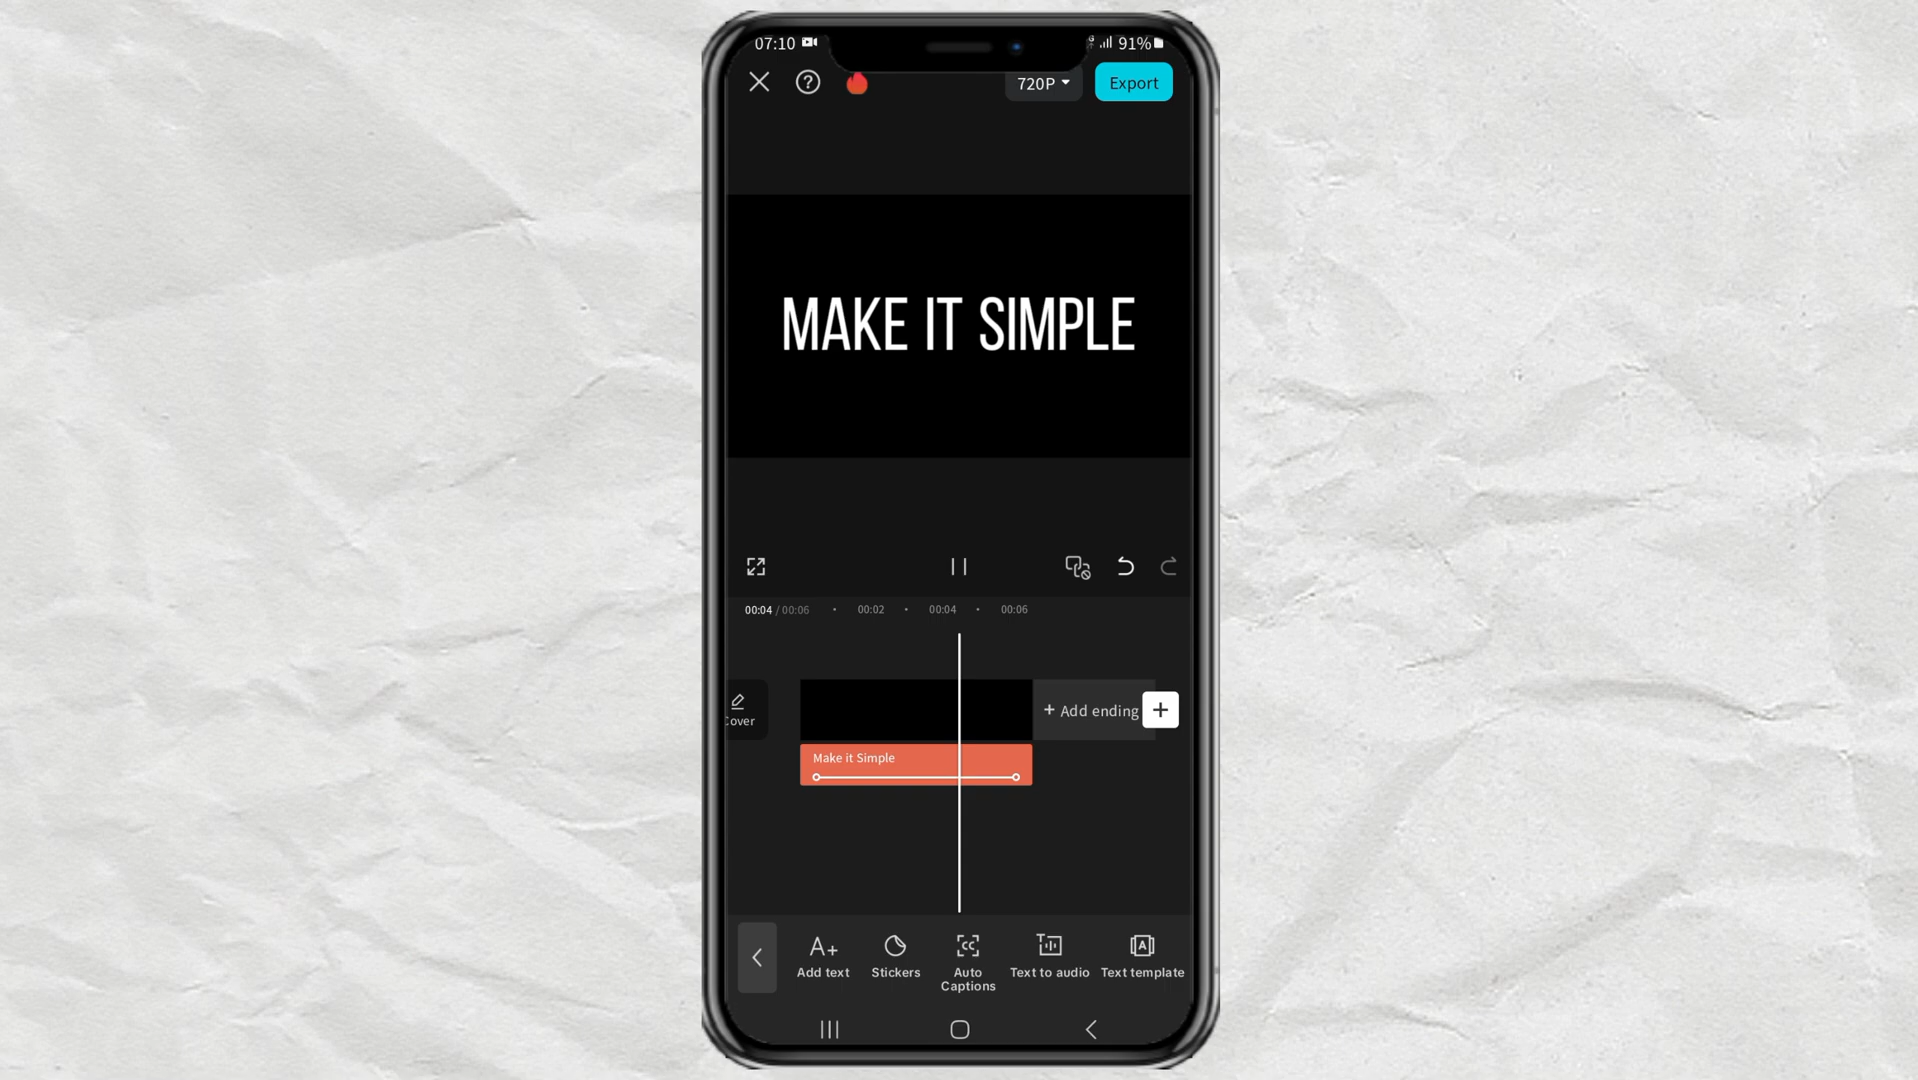 07:10
91%
720P
Export
MAKE IT SIMPLE
00:04 / 00:06
00:02
00:04
00:06
Cover
+ Add ending
Make it Simple
Add text
Stickers
Auto
Captions
Text to audio
Text template